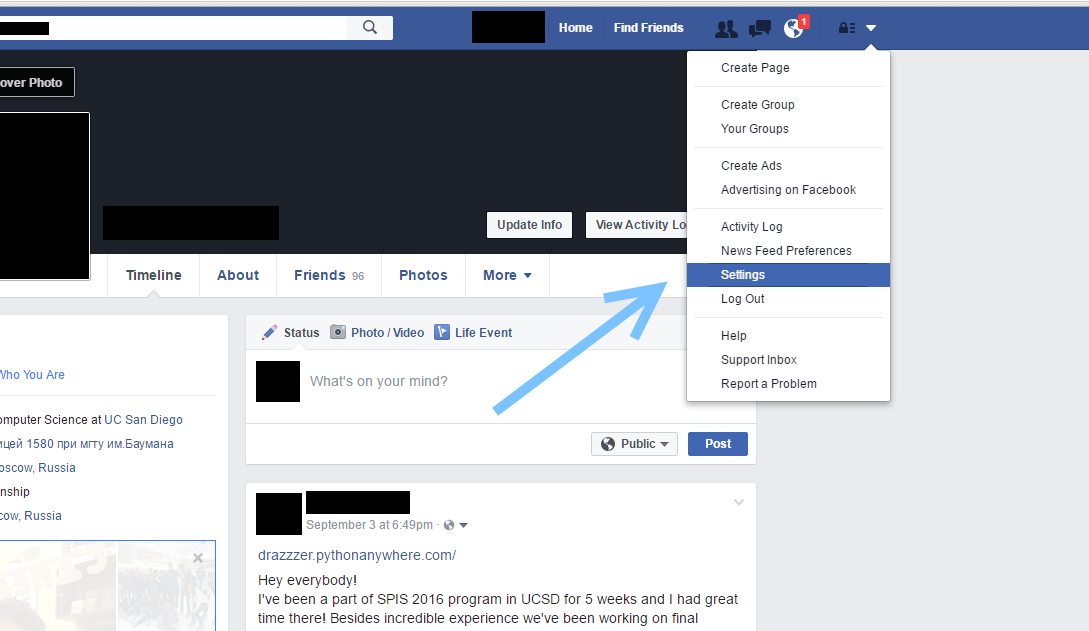 Home Find Friends 1
over Photo
Create Page
Create Group
Your Groups
Create Ads
Advertising on Facebook
Activity Log
News Feed Preferences
Settings
Log Out
Help
Support Inbox
Report a Problem
Update Info View Activity Lo
Timeline About Friends 96 Photos More
Status Photo / Video Life Event
What's on your mind?
Public Post
Who You Are
omputer Science at UC San Diego
ицей 1580 при мгту им.Баумана
oscow, Russia
nship
cow, Russia
September 3 at 6:49pm ·
drazzzer.pythonanywhere.com/
Hey everybody!
I've been a part of SPIS 2016 program in UCSD for 5 weeks and I had great
time there! Besides incredible experience we've been working on final